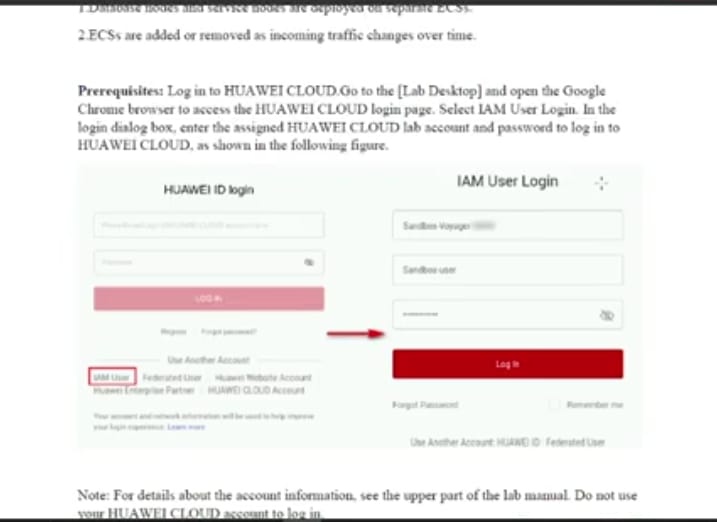 1.Database nodes and service nodes are deployed on separate ECSs.
2.ECSs are added or removed as incoming traffic changes over time.
Prerequisites: Log in to HUAWEI CLOUD.Go to the [Lab Desktop] and open the Google
Chrome browser to access the HUAWEI CLOUD login page. Select IAM User Login. In the
login dialog box, enter the assigned HUAWEI CLOUD lab account and password to log in to
HUAWEI CLOUD, as shown in the following figure.
HUAWEI ID login
Password
LOG IN
Register Forgot password?
Use Another Account
IAM User Federated User Huawei Website Account
Huawei Enterprise Partner HUAWEI CLOUD Account
Your account and network information will be used to help improve
your login experience. Learn more
IAM User Login
Sandbox-Voyager
Sandbox-user
Log In
Forgot Password Remember me
Use Another Account: HUAWEI ID Federated User
Note: For details about the account information, see the upper part of the lab manual. Do not use
your HUAWEI CLOUD account to log in.